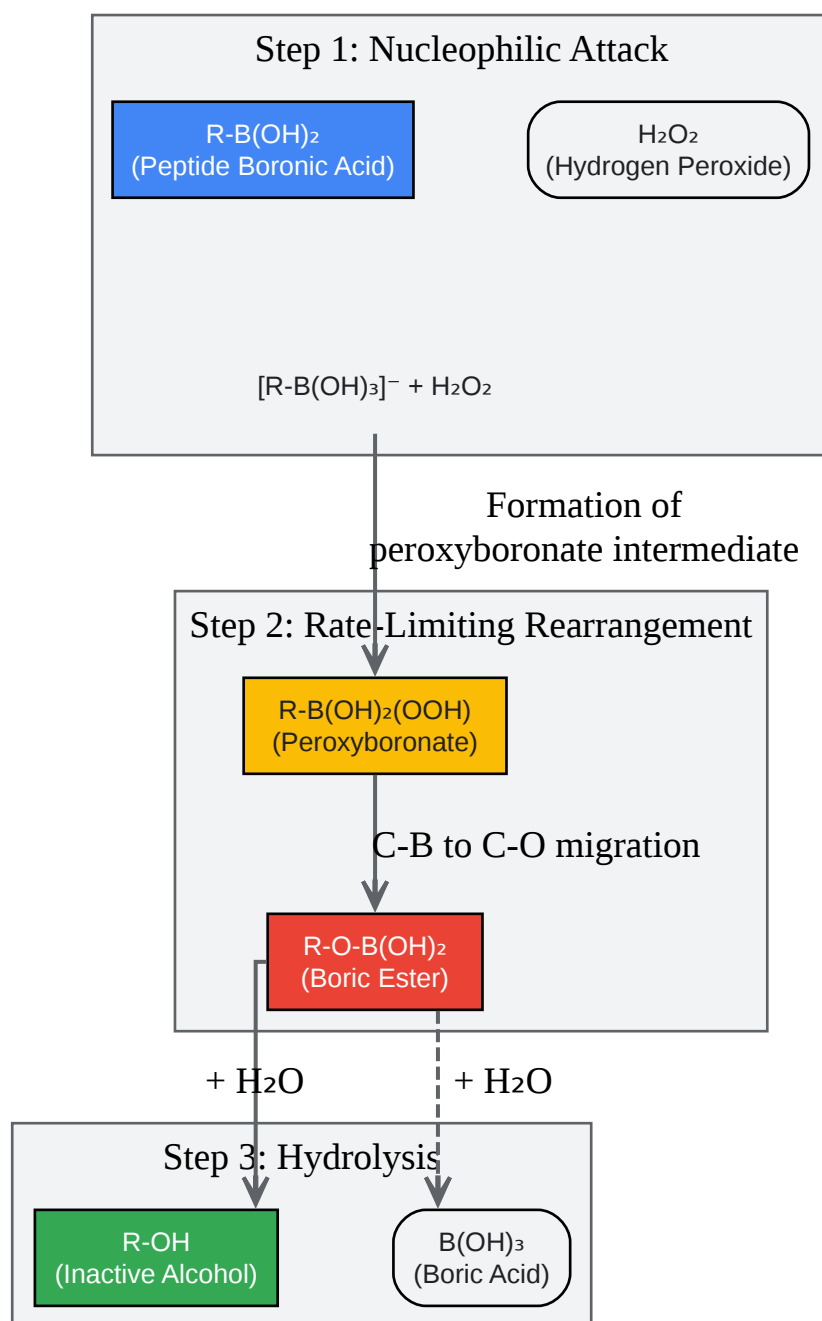 Step 1: Nucleophilic Attack
R-B(OH)₂
(Peptide Boronic Acid)
H₂O₂
(Hydrogen Peroxide)
[R-B(OH)₃]⁻ + H₂O₂
Formation of
peroxyboronate intermediate
Step 2: Rate-Limiting Rearrangement
R-B(OH)₂(OOH)
(Peroxyboronate)
C-B to C-O migration
R-O-B(OH)₂
(Boric Ester)
+ H₂O
+ H₂O
Step 3: Hydrolysis
R-OH
(Inactive Alcohol)
B(OH)₃
(Boric Acid)